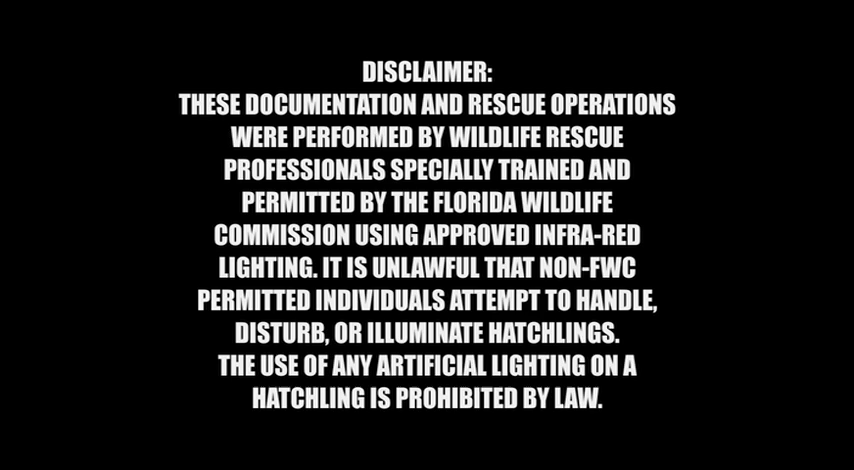 DISCLAIMER:
THESE DOCUMENTATION AND RESCUE OPERATIONS
WERE PERFORMED BY WILDLIFE RESCUE
PROFESSIONALS SPECIALLY TRAINED AND
PERMITTED BY THE FLORIDA WILDLIFE
COMMISSION USING APPROVED INFRA-RED
LIGHTING. IT IS UNLAWFUL THAT NON-FWC
PERMITTED INDIVIDUALS ATTEMPT TO HANDLE,
DISTURB, OR ILLUMINATE HATCHLINGS.
THE USE OF ANY ARTIFICIAL LIGHTING ON A
HATCHLING IS PROHIBITED BY LAW.